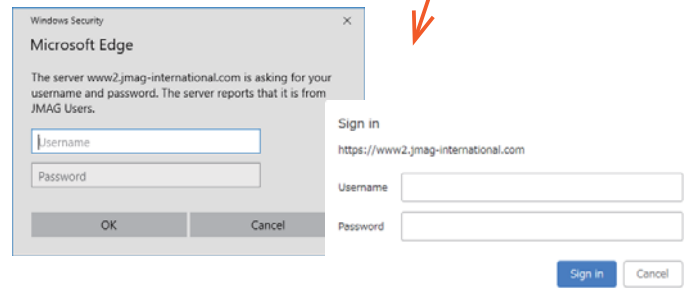 Windows Security
Microsoft Edge
The server www2.jmag-international.com is asking for your
username and password. The server reports that it is from
JMAG Users.
Username
Password
OK
Cancel
Sign in
https://www2.jmag-international.com
Username
Password
Sign in
Cancel